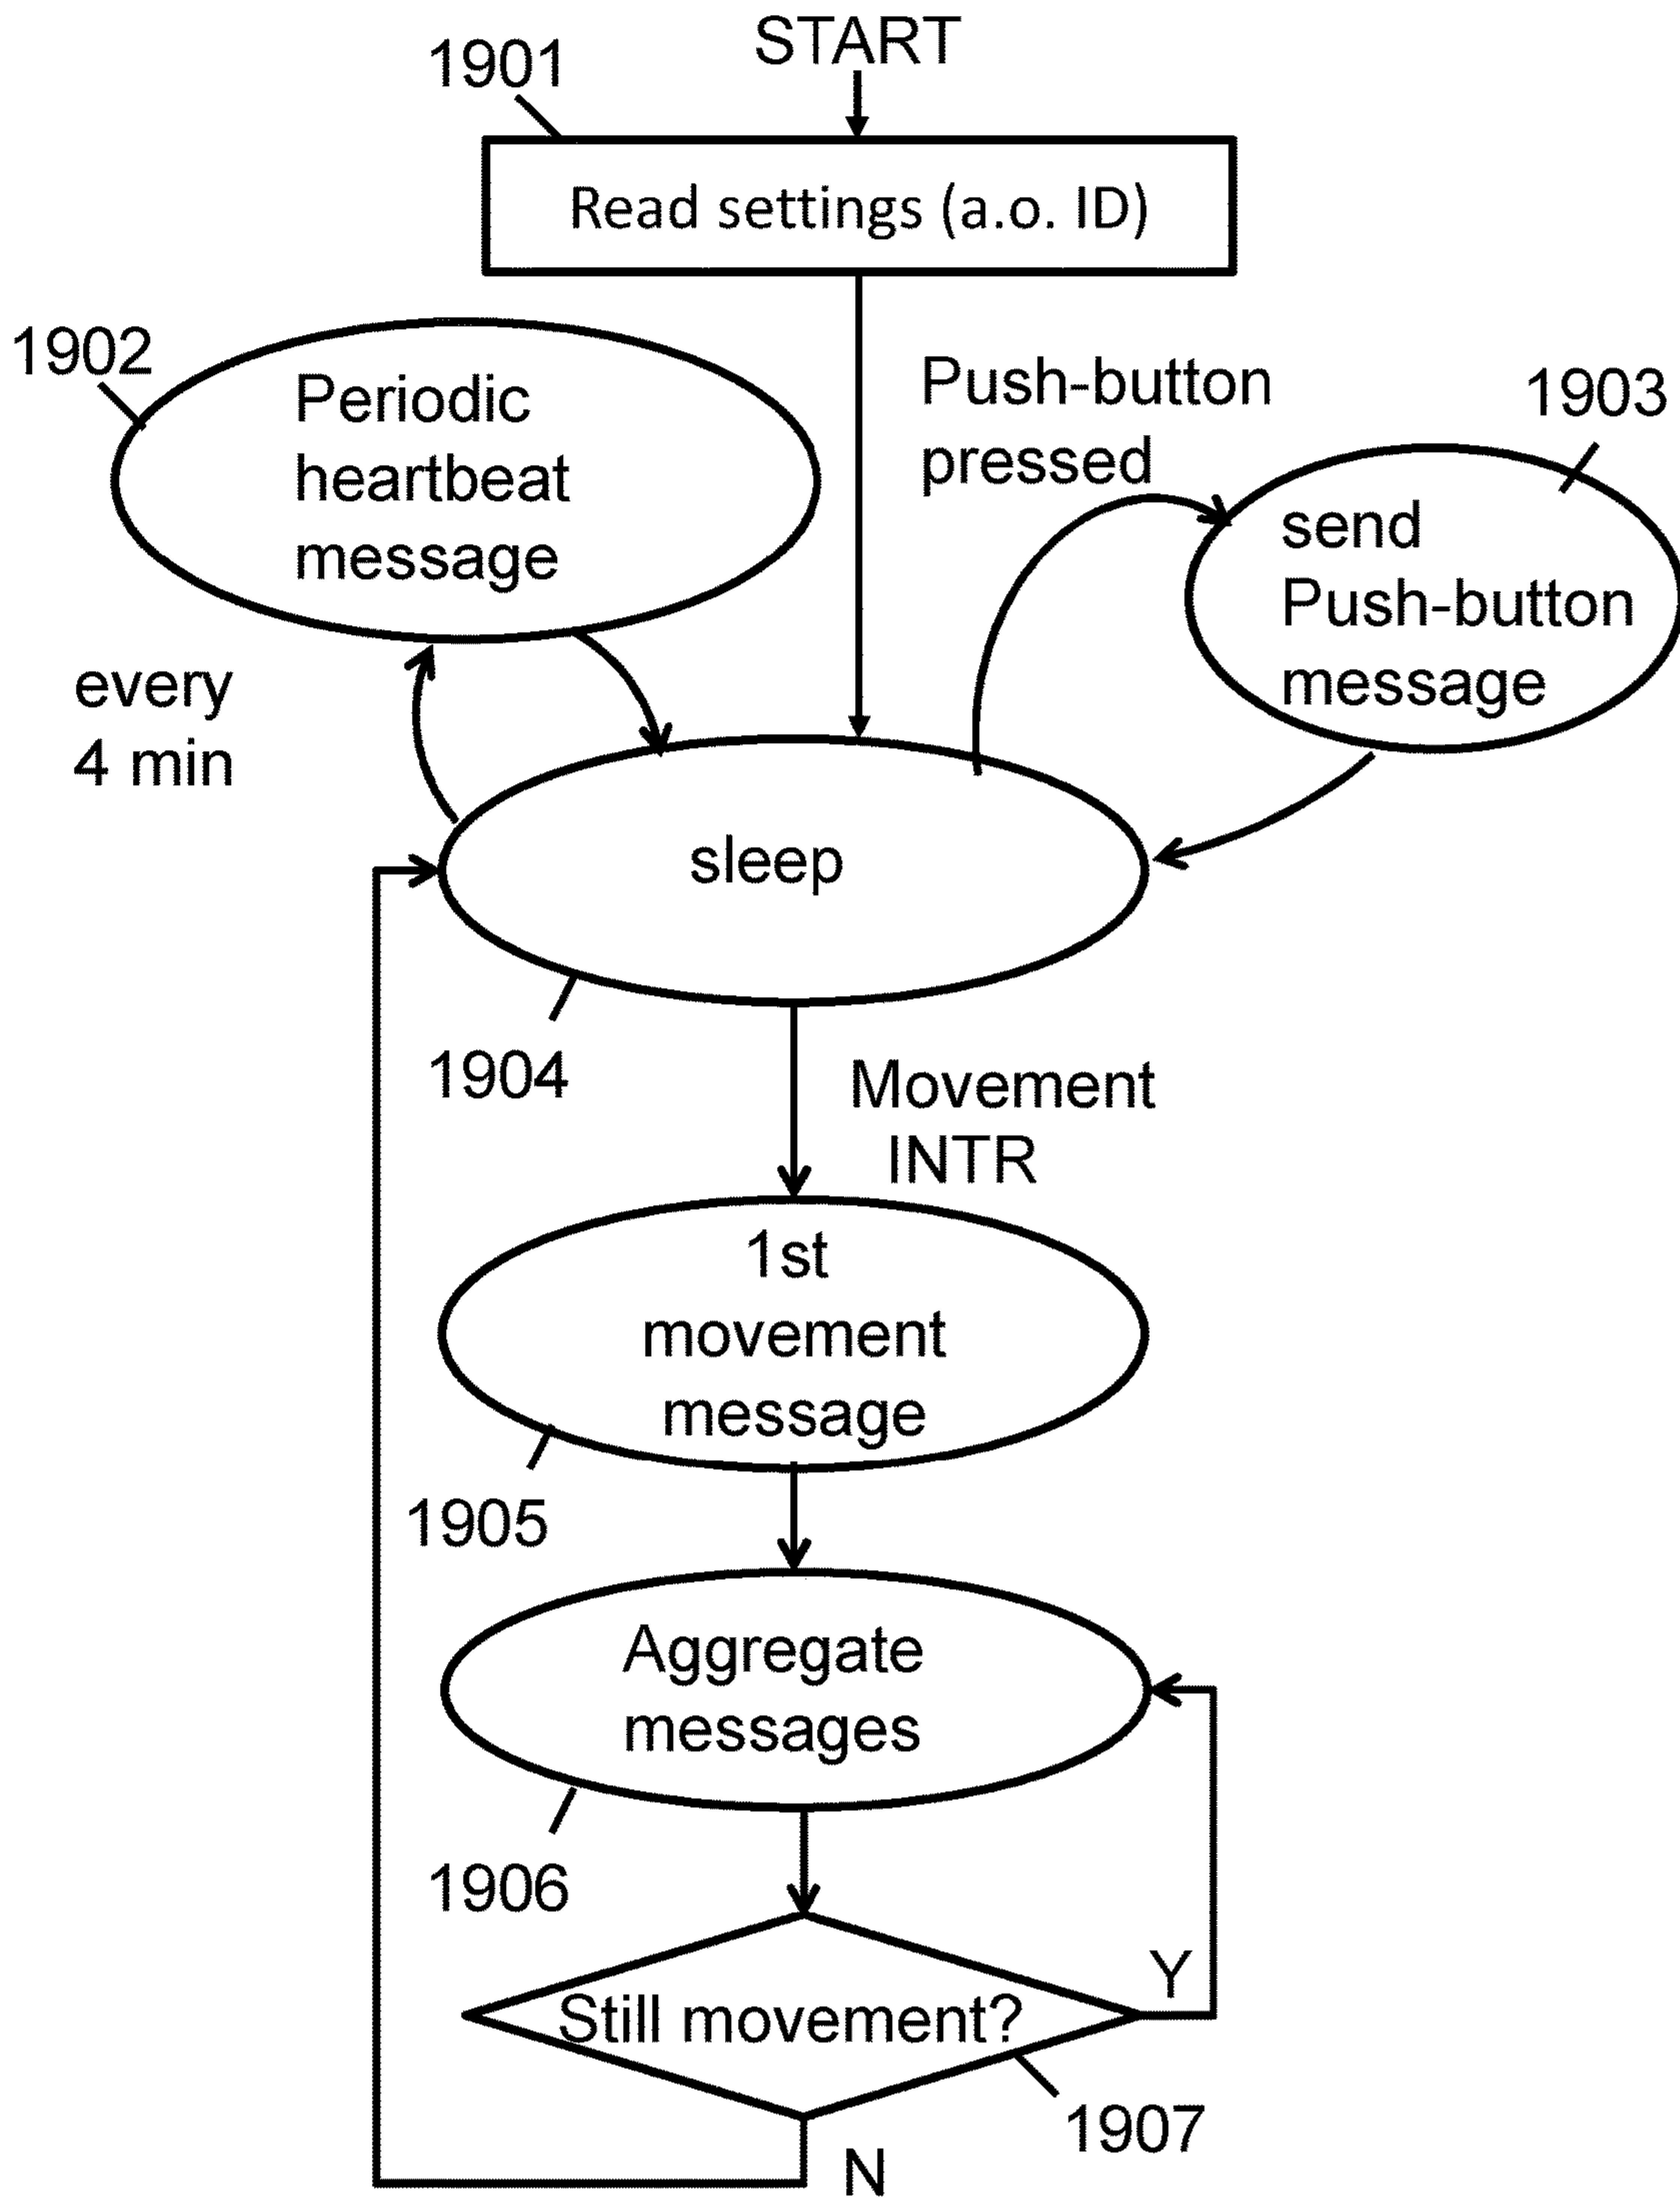 START
1901
Read settings (a.o. ID)
1902
Periodic
heartbeat
message
Push-button
pressed
1903
send
Push-button
message
every
4 min
sleep
1904
Movement
INTR
1st
movement
message
1905
Aggregate
messages
1906
Y
Still movement?
1907
N